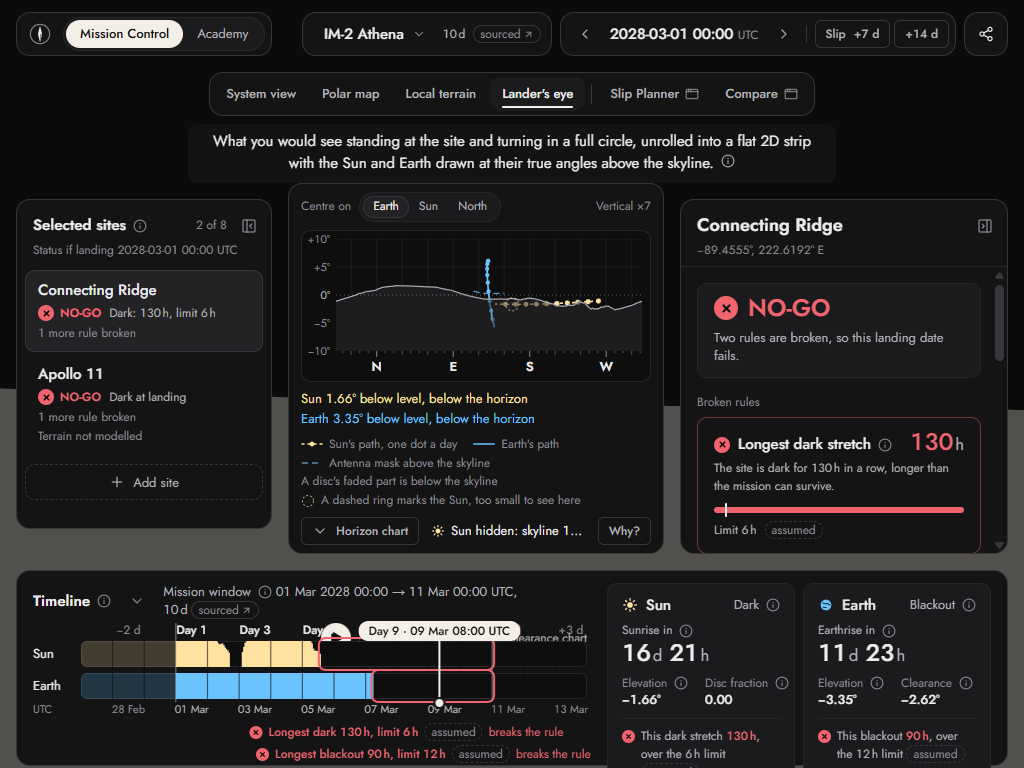 Mission Control
Academy
IM-2 Athena
10 d
sourced ↗
2028-03-01 00:00 UTC
Slip +7 d
+14 d
System view
Polar map
Local terrain
Lander's eye
Slip Planner
Compare
What you would see standing at the site and turning in a full circle, unrolled into a flat 2D strip
with the Sun and Earth drawn at their true angles above the skyline.
Selected sites
2 of 8
Status if landing 2028-03-01 00:00 UTC
Connecting Ridge
NO-GO Dark: 130 h, limit 6 h
1 more rule broken
Apollo 11
NO-GO Dark at landing
1 more rule broken
Terrain not modelled
+ Add site
Centre on
Earth
Sun
North
Vertical ×7
+10°
+5°
0°
−5°
−10°
N
E
S
W
Sun 1.66° below level, below the horizon
Earth 3.35° below level, below the horizon
Sun's path, one dot a day
Earth's path
Antenna mask above the skyline
A disc's faded part is below the skyline
A dashed ring marks the Sun, too small to see here
Horizon chart
Sun hidden: skyline 1…
Why?
Connecting Ridge
−89.4555°, 222.6192° E
NO-GO
Two rules are broken, so this landing date
fails.
Broken rules
Longest dark stretch
130 h
The site is dark for 130 h in a row, longer than
the mission can survive.
Limit 6 h
assumed
Timeline
Mission window
01 Mar 2028 00:00 → 11 Mar 00:00 UTC,
10 d
sourced ↗
−2 d
Day 1
Day 3
Day
Day 9 · 09 Mar 08:00 UTC
+3 d
earance chart
Sun
Earth
UTC
28 Feb
01 Mar
03 Mar
05 Mar
07 Mar
09 Mar
11 Mar
13 Mar
Longest dark 130 h, limit 6 h
assumed
breaks the rule
Longest blackout 90 h, limit 12 h
assumed
breaks the rule
Sun
Dark
Sunrise in
16 d 21 h
Elevation
Disc fraction
−1.66°
0.00
This dark stretch 130 h,
over the 6 h limit
Earth
Blackout
Earthrise in
11 d 23 h
Elevation
Clearance
−3.35°
−2.62°
This blackout 90 h, over
the 12 h limit
assumed